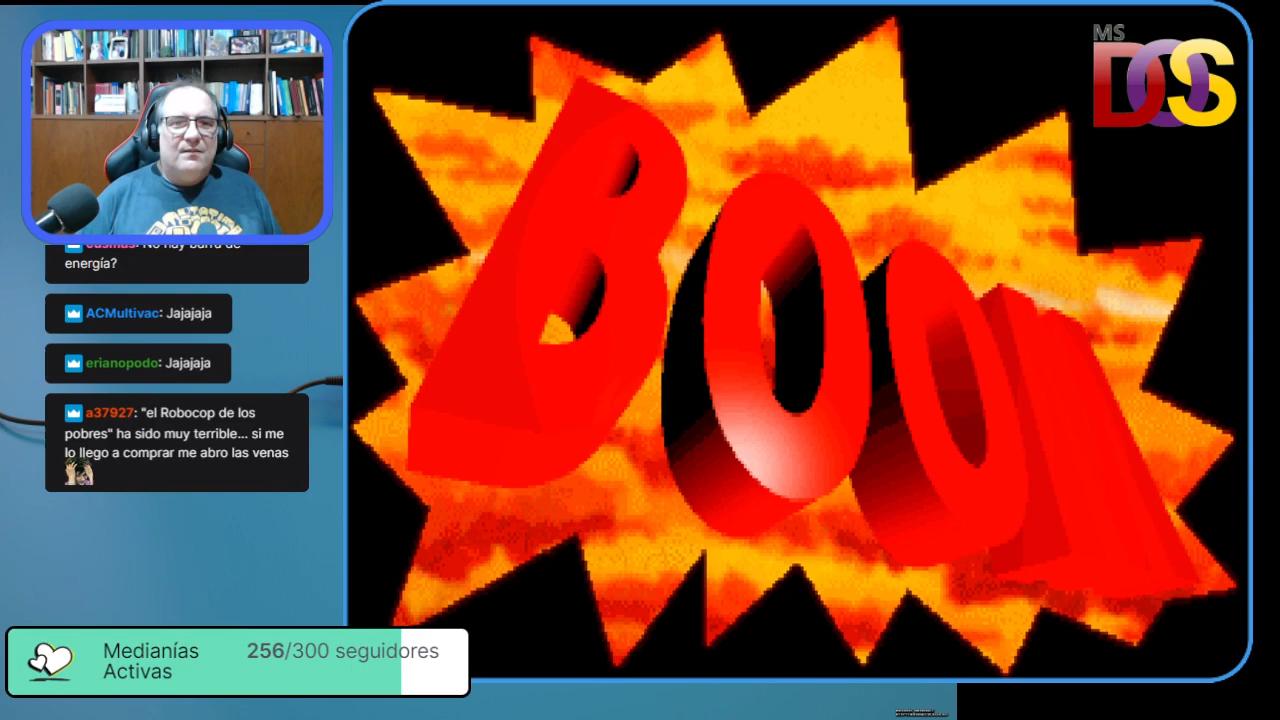 MS
DOS
BOOM
energía?
ACMultivac: Jajajaja
erianopodo: Jajajaja
a37927: "el Robocop de los
pobres" ha sido muy terrible... si me
lo llego a comprar me abro las venas
Medianías
Activas
256/300 seguidores